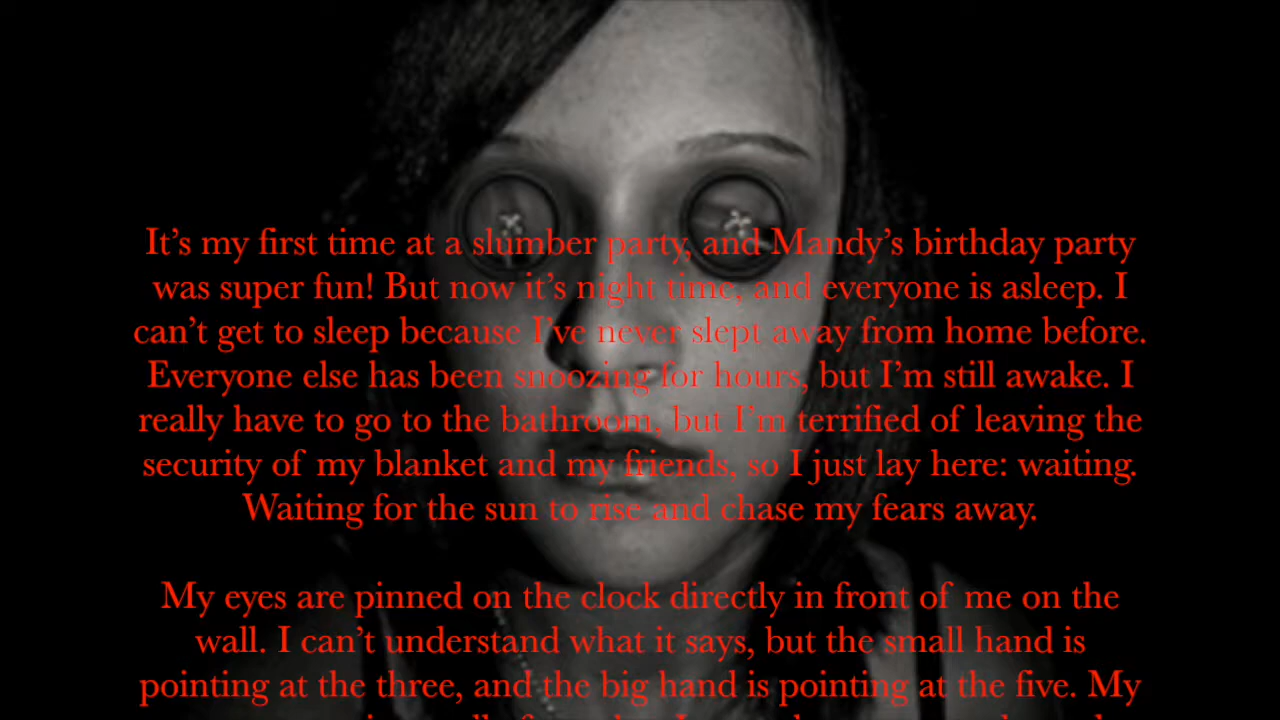 It’s my first time at a slumber party, and Mandy’s birthday party
was super fun! But now it’s night time, and everyone is asleep. I
can’t get to sleep because I’ve never slept away from home before.
Everyone else has been snoozing for hours, but I’m still awake. I
really have to go to the bathroom, but I’m terrified of leaving the
security of my blanket and my friends, so I just lay here: waiting.
Waiting for the sun to rise and chase my fears away.
My eyes are pinned on the clock directly in front of me on the
wall. I can’t understand what it says, but the small hand is
pointing at the three, and the big hand is pointing at the five. My